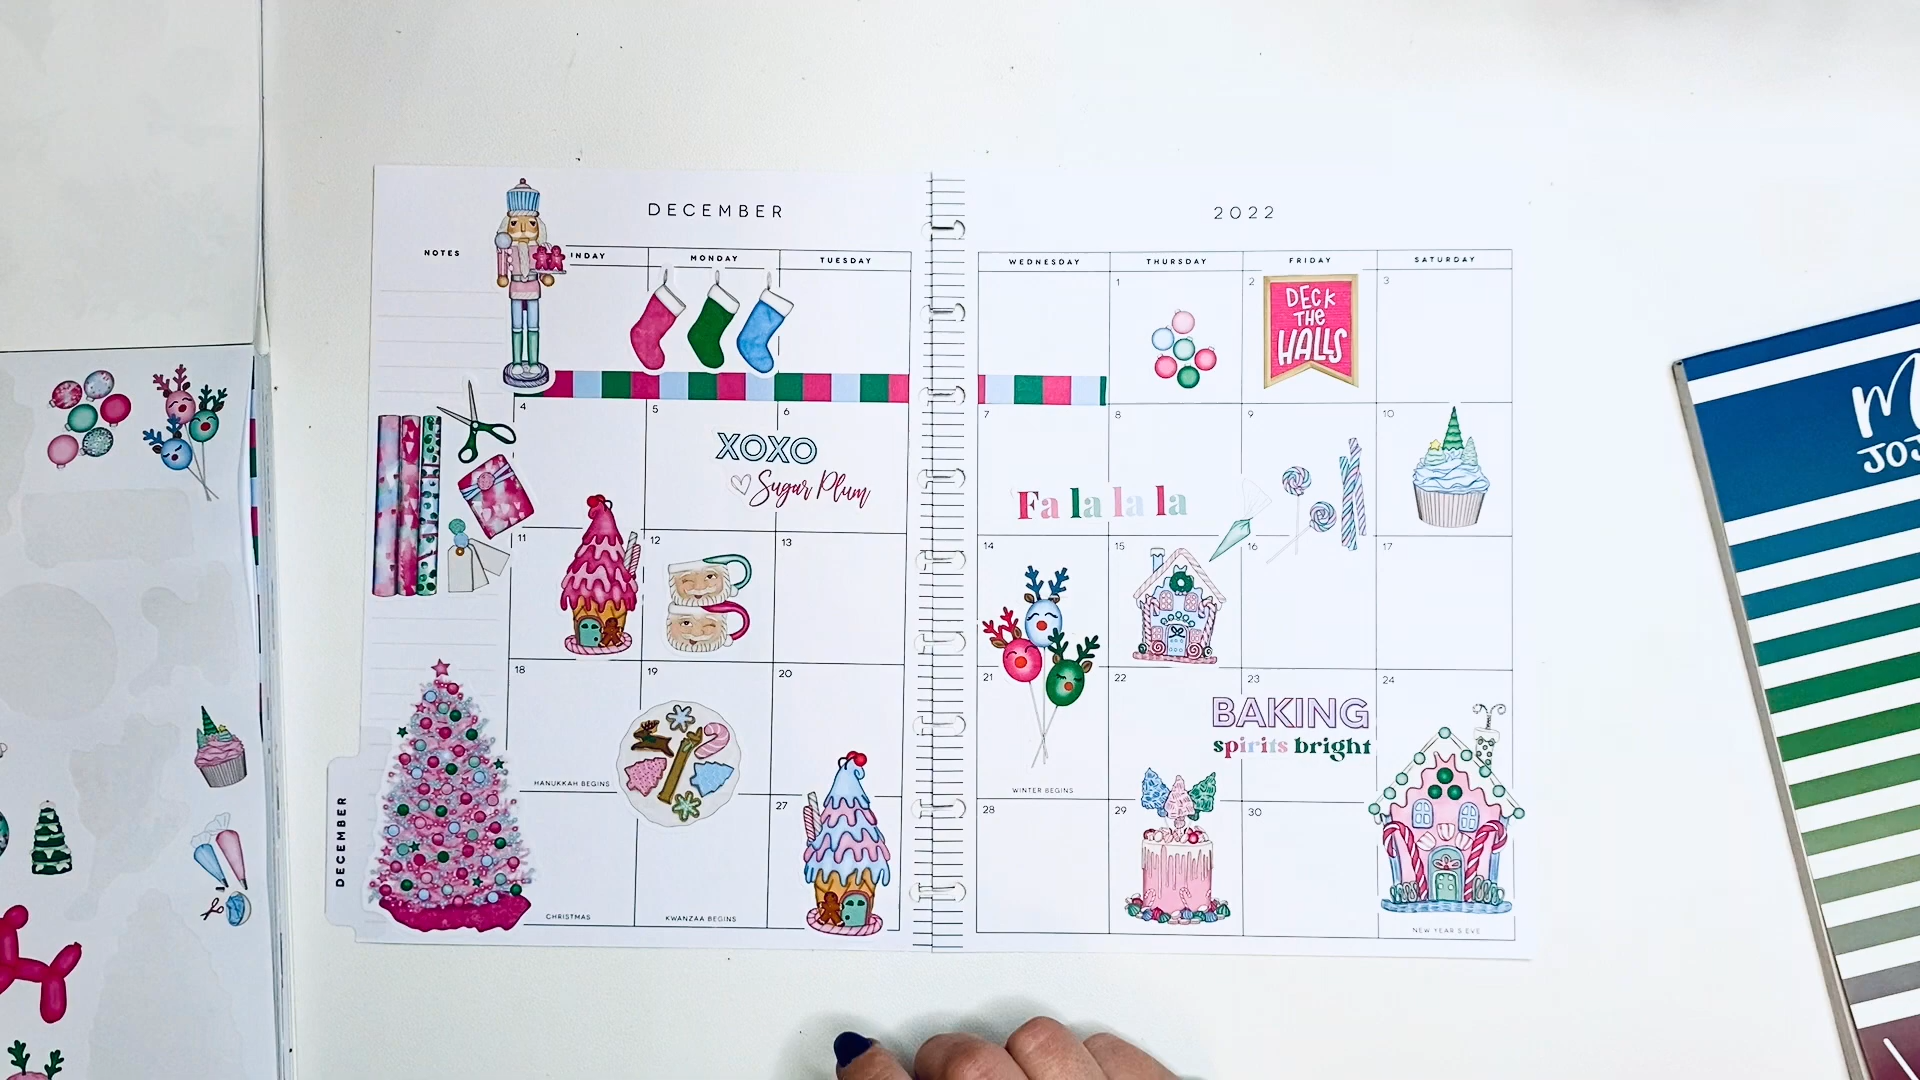 DECEMBER
2022
NOTES
INDAY
MONDAY
TUESDAY
WEDNESDAY
THURSDAY
FRIDAY
SATURDAY
1
2
3
DECK
THE
HALLS
4
5
6
7
8
9
10
XOXO
Sugar Plum
Fa la la la
11
12
13
14
15
16
17
18
19
20
21
22
23
24
BAKING
spirits bright
HANUKKAH BEGINS
WINTER BEGINS
27
28
29
30
CHRISTMAS
KWANZAA BEGINS
NEW YEAR'S EVE
DECEMBER
JOJ